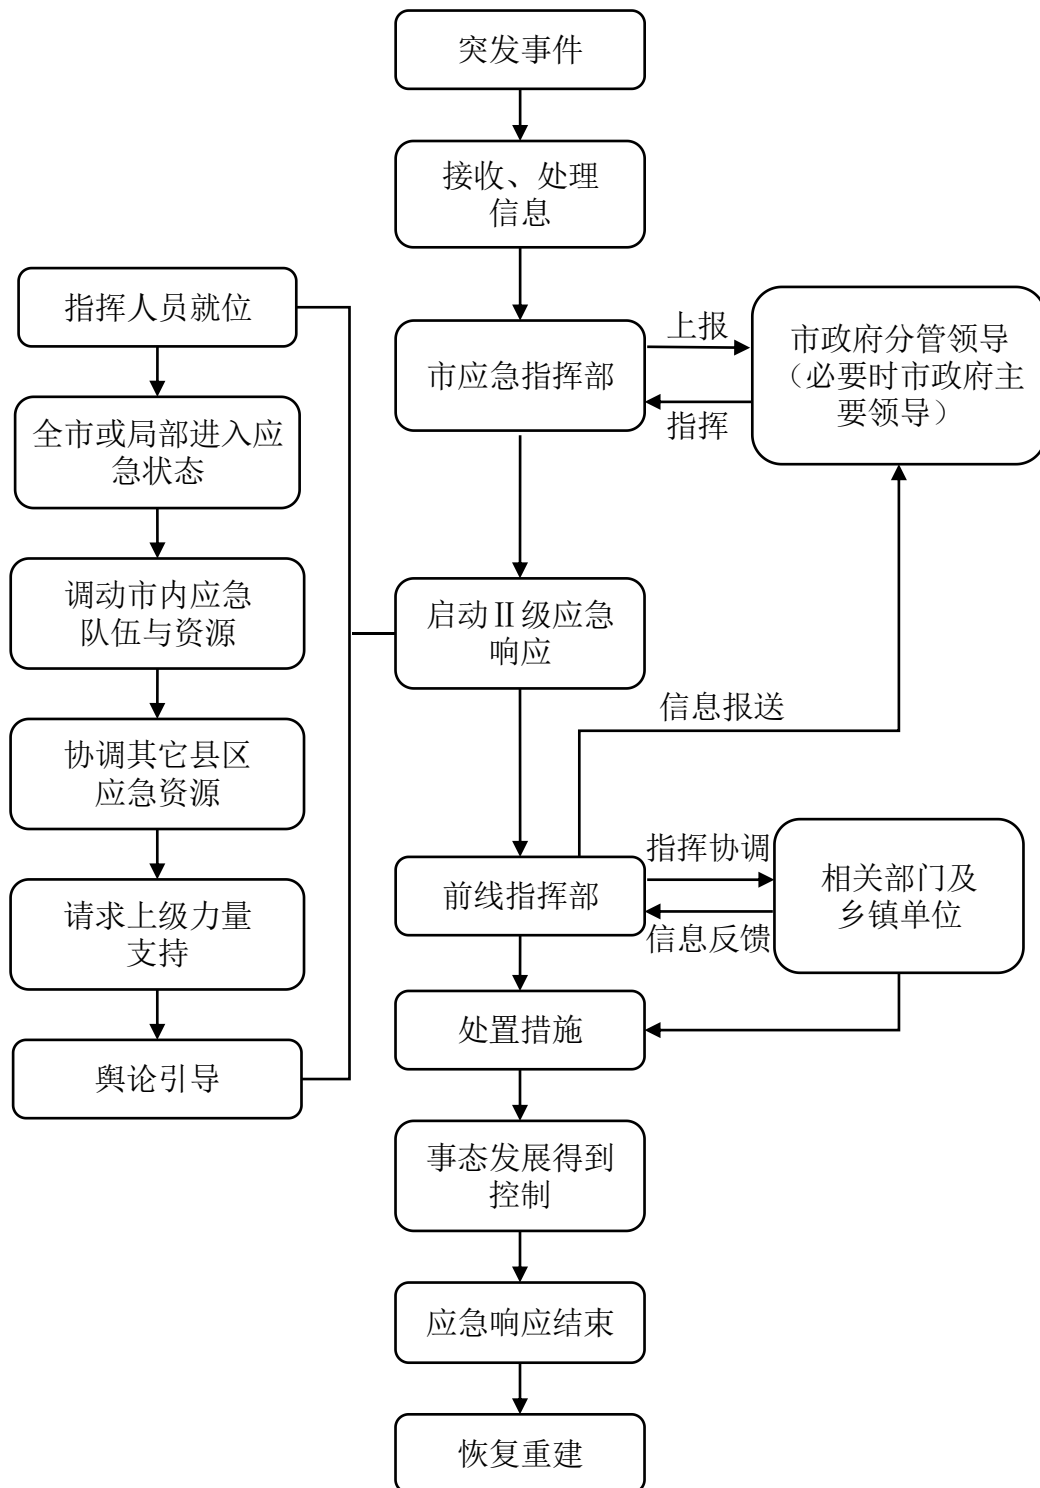 突发事件
接收、处理
信息
市应急指挥部
上报
指挥
市政府分管领导
（必要时市政府主
要领导）
指挥人员就位
全市或局部进入应
急状态
调动市内应急
队伍与资源
协调其它县区
应急资源
请求上级力量
支持
舆论引导
启动Ⅱ级应急
响应
信息报送
前线指挥部
指挥协调
信息反馈
相关部门及
乡镇单位
处置措施
事态发展得到
控制
应急响应结束
恢复重建